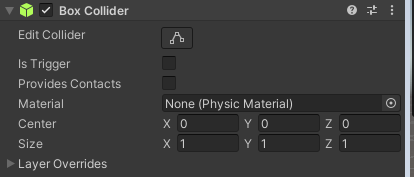 Box Collider
Edit Collider
Is Trigger
Provides Contacts
Material None (Physic Material)
Center X 0 Y 0 Z 0
Size X 1 Y 1 Z 1
Layer Overrides